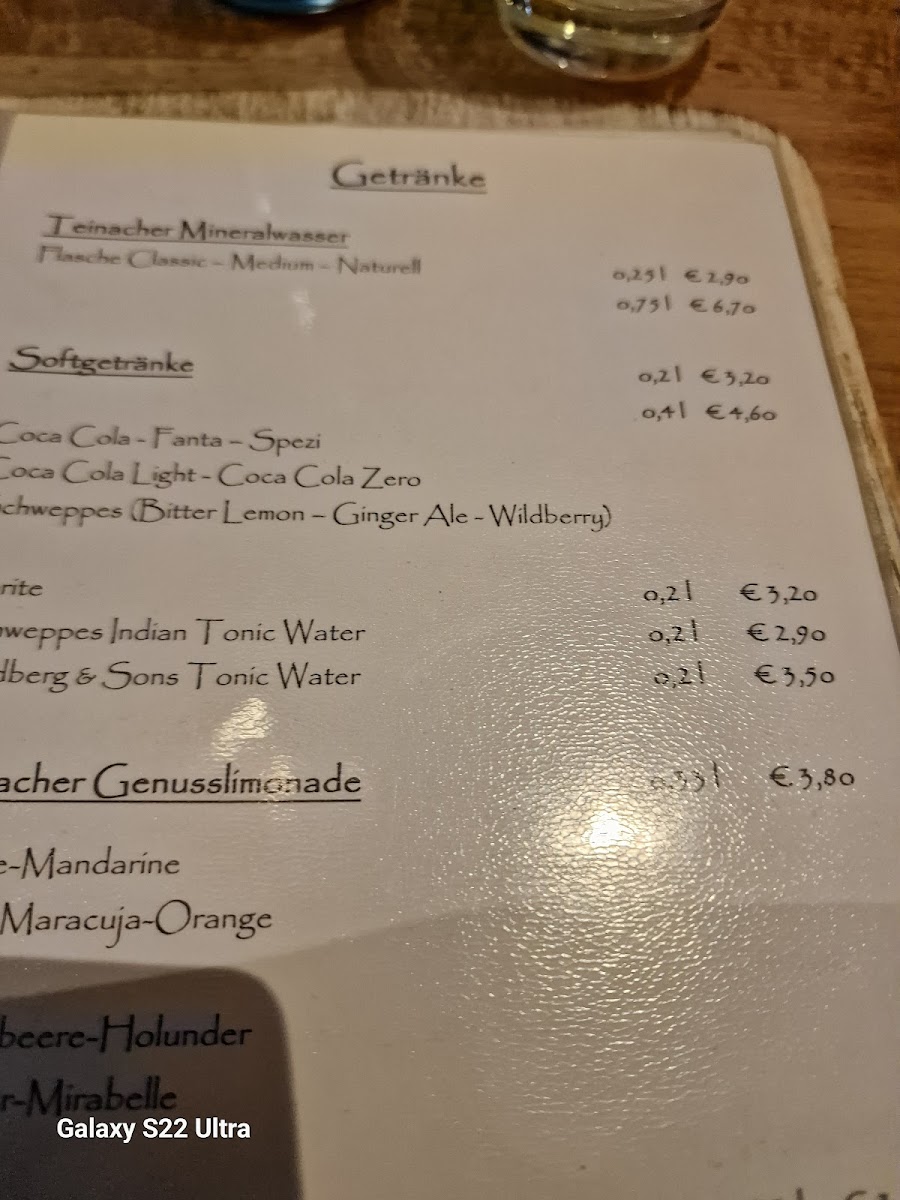 Getränke
Teinacher Mineralwasser
Flasche Classic – Medium – Naturell
0,25l €2,90
0,75l €6,70
Softgetränke
0,2l €3,20
0,4l €4,60
Coca Cola - Fanta – Spezi
Coca Cola Light - Coca Cola Zero
chweppes (Bitter Lemon – Ginger Ale - Wildberry)
rite 0,2l €3,20
weppes Indian Tonic Water 0,2l €2,90
dberg & Sons Tonic Water 0,2l €3,50
acher Genusslimonade 0,33l €3,80
e-Mandarine
Maracuja-Orange
beere-Holunder
r-Mirabelle
Galaxy S22 Ultra